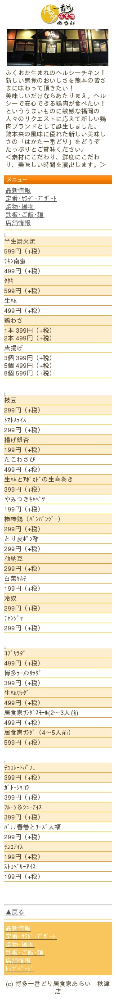 博多
一番どり
居食家
あらい
ふくおか生まれのヘルシーチキン！
新しい感覚のおいしさを熊本の皆さ
まに味わって頂きたい！
美味しいだけならあたりまえ。ヘル
シーで安心できる鶏肉が食べたい！
といううまいものに敏感な福岡の
人々のリクエストに応えて新しい鶏
肉ブランドとして誕生しました。
鶏本来の風味に優れた新しい美味し
さの「はかた一番どり」をどうぞ
たっぷりとご賞味ください。
＜素材にこだわり、鮮度にこだわ
り、美味しい時間を演出します。＞
メニュー
最新情報
定番･ｻﾗﾀﾞ･ﾃﾞｻﾞｰﾄ
焼物･揚物
鉄板･ご飯･麺
店舗情報
半生炭火焼
599円（+税）
ﾁｷﾝ南蛮
499円（+税）
ﾀﾀｷ
599円（+税）
生ﾊﾑ
499円（+税）
鶏わさ
1本 399円（+税）
2本 499円（+税）
唐揚げ
3個 399円（+税）
5個 499円（+税）
8個 599円（+税）
枝豆
299円（+税）
ﾄﾏﾄｽﾗｲｽ
299円（+税）
揚げ銀杏
199円（+税）
たこわさび
499円（+税）
生ﾊﾑとｱﾎﾞｶﾄﾞの生春巻き
399円（+税）
やみつきｷｬﾍﾞﾂ
199円（+税）
棒棒鶏（ﾊﾞﾝﾊﾞﾝｼﾞｰ）
299円（+税）
とり皮ﾎﾟﾝ酢
299円（+税）
ｲｶ納豆
299円（+税）
白菜ｷﾑﾁ
199円（+税）
冷奴
299円（+税）
ﾁｬﾝｼﾞｬ
299円（+税）
ｺﾌﾞｻﾗﾀﾞ
499円（+税）
博多ﾗｰﾒﾝｻﾗﾀﾞ
399円（+税）
生ﾊﾑｻﾗﾀﾞ
499円（+税）
居食家ｻﾗﾀﾞｽﾓｰﾙ(2〜3人前)
499円（+税）
居食家ｻﾗﾀﾞ（4〜5人前）
599円（+税）
ﾁｮｺﾚｰﾄﾊﾟﾌｪ
399円（+税）
ｶﾞﾄｰｼｮｺﾗ
399円（+税）
ﾌﾙｰﾂ＆ｼｭｰｱｲｽ
399円（+税）
ﾊﾞﾅﾅ春巻とﾁｰｽﾞ大福
299円（+税）
ﾁｮｺｱｲｽ
199円（+税）
ｽﾄﾛﾍﾞﾘｰｱｲｽ
199円（+税）
▲戻る
最新情報
定番･ｻﾗﾀﾞ･ﾃﾞｻﾞｰﾄ
焼物･揚物
鉄板･ご飯･麺
店舗情報
ﾄｯﾌﾟﾍﾟｰｼﾞ
(c) 博多一番どり居食家あらい　秋津
店